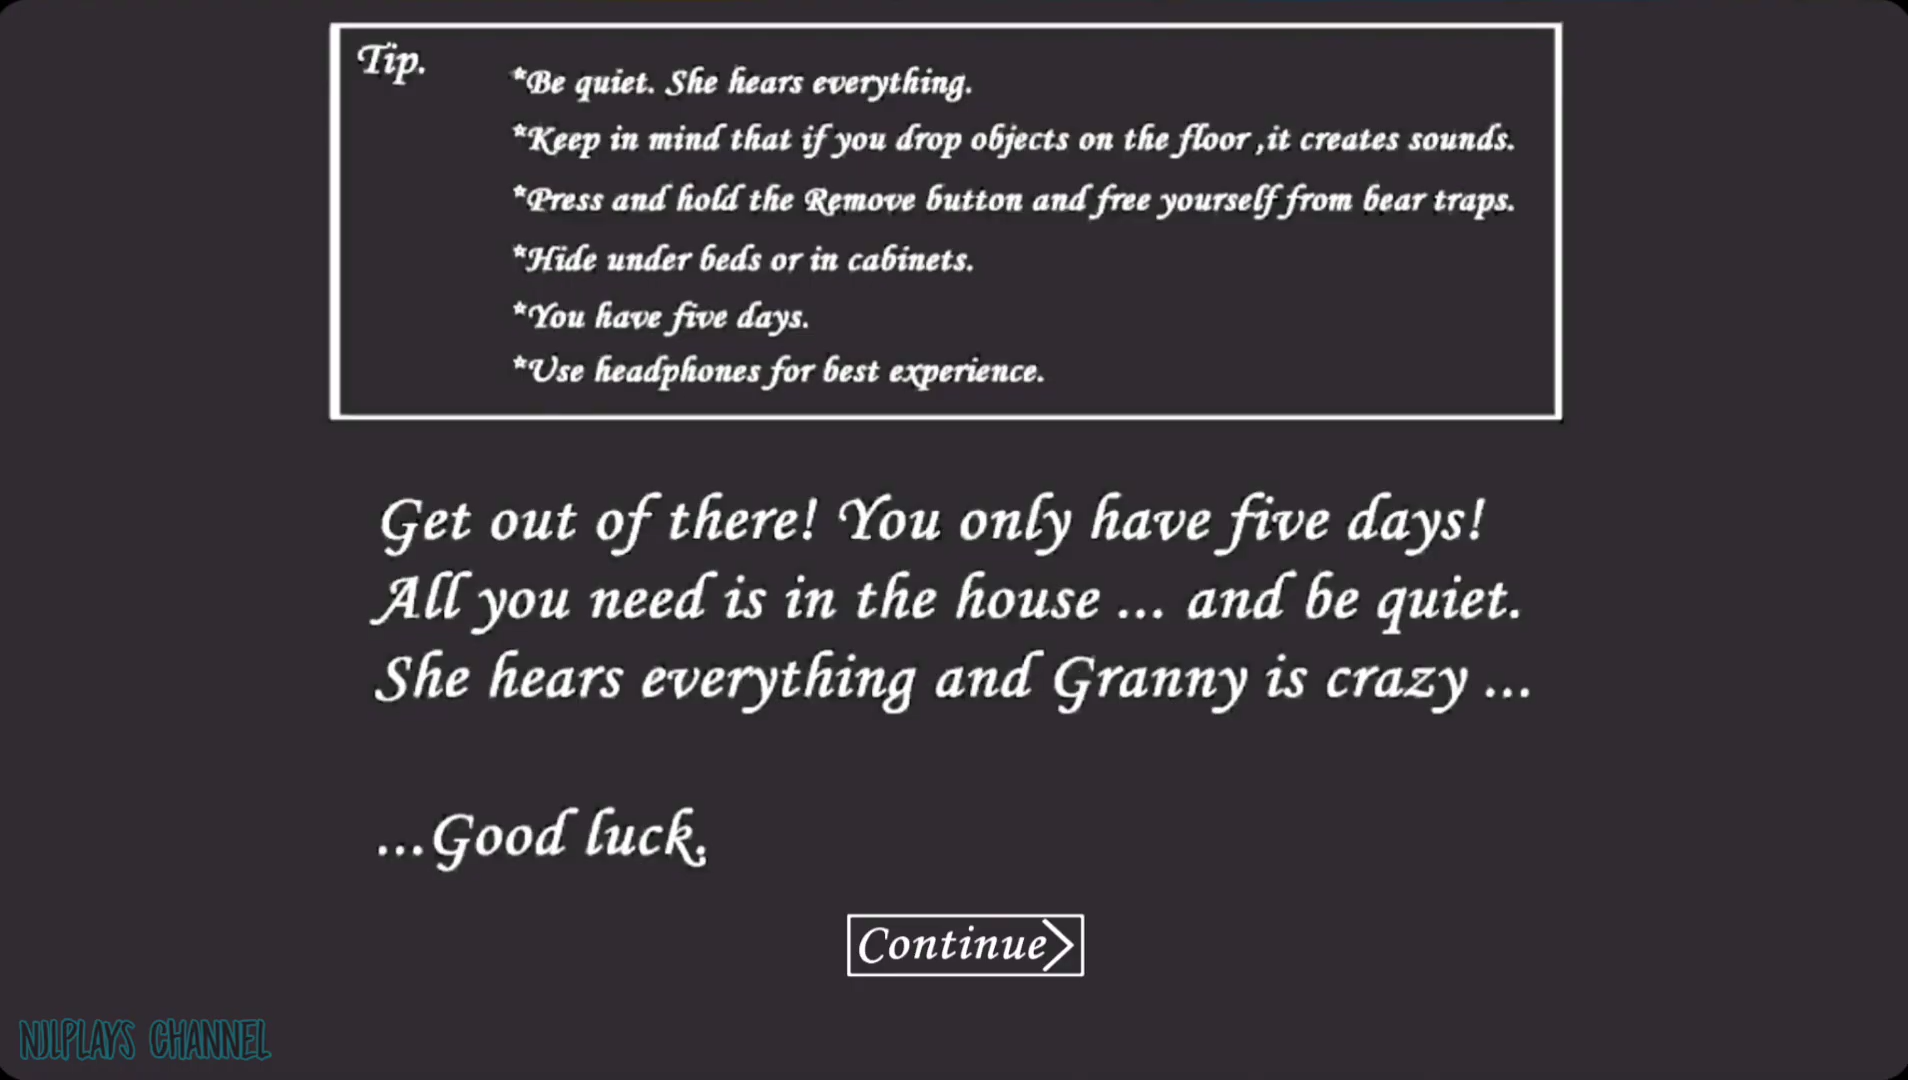 Tip.
*Be quiet. She hears everything.
*Keep in mind that if you drop objects on the floor ,it creates sounds.
*Press and hold the Remove button and free yourself from bear traps.
*Hide under beds or in cabinets.
*You have five days.
*Use headphones for best experience.
Get out of there! You only have five days!
All you need is in the house ... and be quiet.
She hears everything and Granny is crazy ...
...Good luck.
Continue>
NJLPLAYS CHANNEL